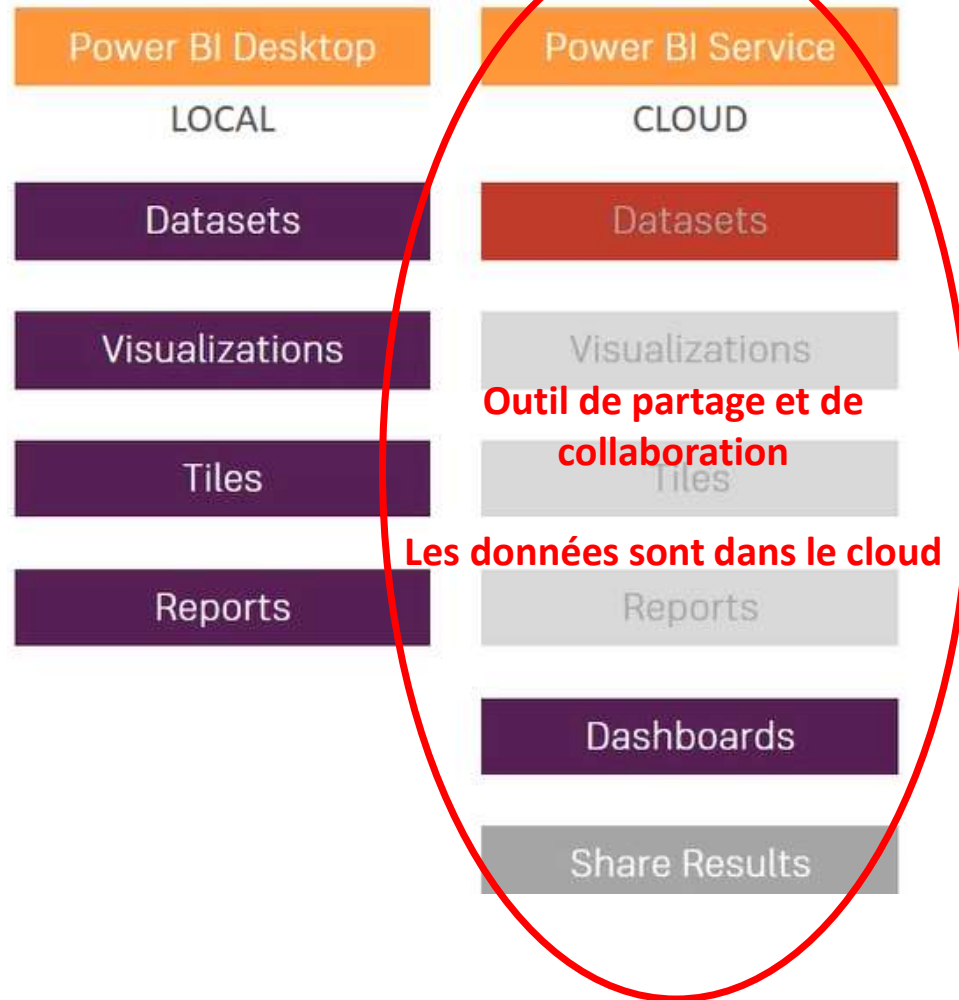 Power BI Desktop
LOCAL
Datasets
Visualizations
Tiles
Reports
Power BI Service
CLOUD
Datasets
Visualizations
Outil de partage et de
collaboration
Tiles
Les données sont dans le cloud
Reports
Dashboards
Share Results